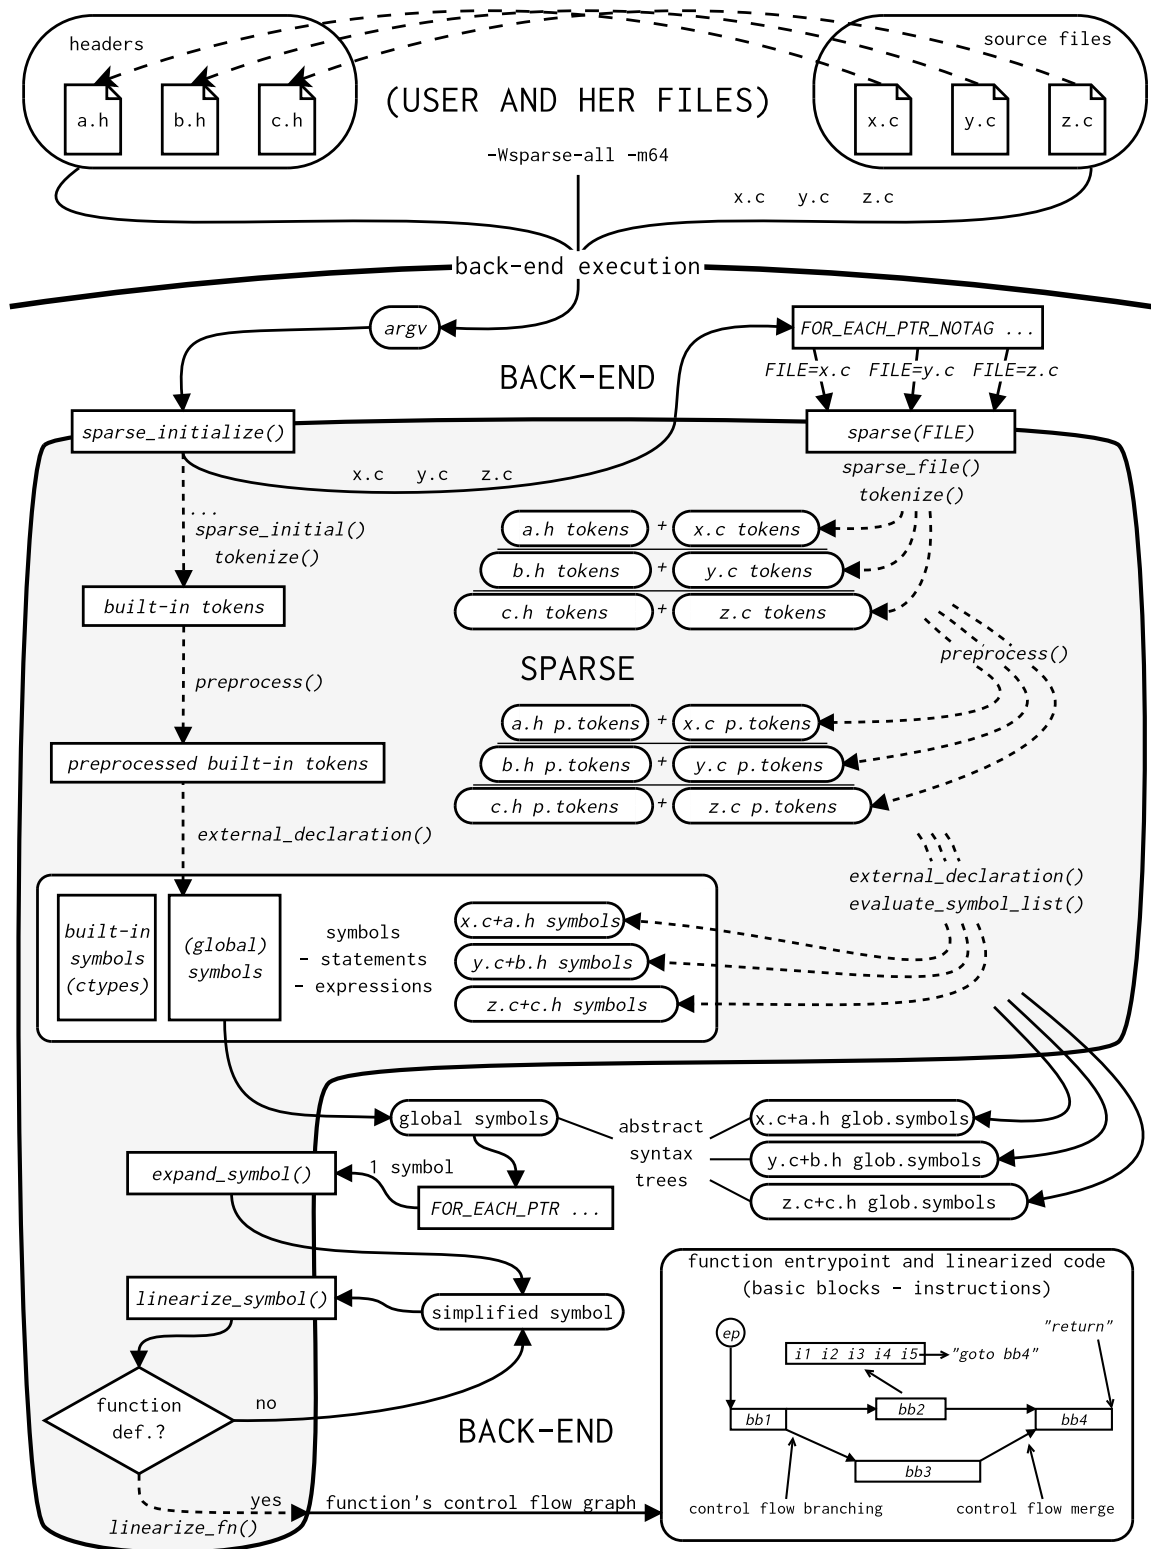 headers
source files
a.h
b.h
c.h
(USER AND HER FILES)
x.c
y.c
z.c
-Wsparse-all -m64
x.c y.c z.c
back-end execution
argv
FOR_EACH_PTR_NOTAG ...
FILE=x.c
FILE=y.c
FILE=z.c
BACK-END
sparse_initialize()
sparse(FILE)
x.c y.c z.c
sparse_file()
tokenize()
...
sparse_initial()
tokenize()
a.h tokens + x.c tokens
b.h tokens + y.c tokens
c.h tokens + z.c tokens
built-in tokens
preprocess()
SPARSE
preprocess()
a.h p.tokens + x.c p.tokens
b.h p.tokens + y.c p.tokens
c.h p.tokens + z.c p.tokens
preprocessed built-in tokens
external_declaration()
external_declaration()
evaluate_symbol_list()
built-in
symbols
(ctypes)
(global)
symbols
symbols
- statements
- expressions
x.c+a.h symbols
y.c+b.h symbols
z.c+c.h symbols
global symbols
abstract
syntax
trees
x.c+a.h glob.symbols
y.c+b.h glob.symbols
z.c+c.h glob.symbols
expand_symbol()
1 symbol
FOR_EACH_PTR ...
linearize_symbol()
simplified symbol
function
def.?
no
BACK-END
yes
linearize_fn()
function's control flow graph
function entrypoint and linearized code
(basic blocks - instructions)
ep
"return"
i1 i2 i3 i4 i5
"goto bb4"
bb1
bb2
bb4
bb3
control flow branching
control flow merge